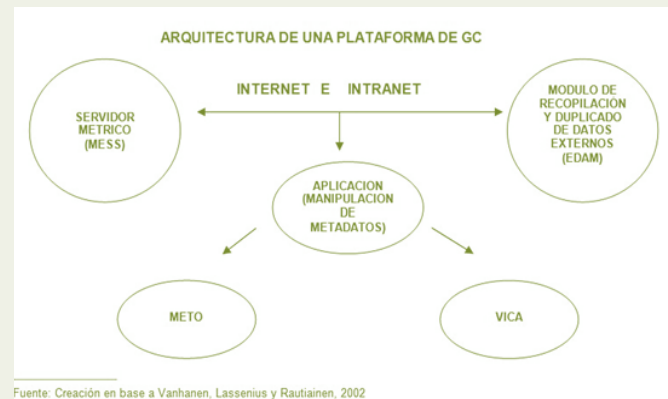 ARQUITECTURA DE UNA PLATAFORMA DE GC
INTERNET E INTRANET
SERVIDOR
METRICO
(MESS)
MODULO DE
RECOPILACIÓN
Y DUPLICADO
DE DATOS
EXTERNOS
(EDAM)
APLICACION
(MANIPULACION
DE
METADATOS)
METO
VICA
Fuente: Creación en base a Vanhanen, Lassenius y Rautiainen, 2002